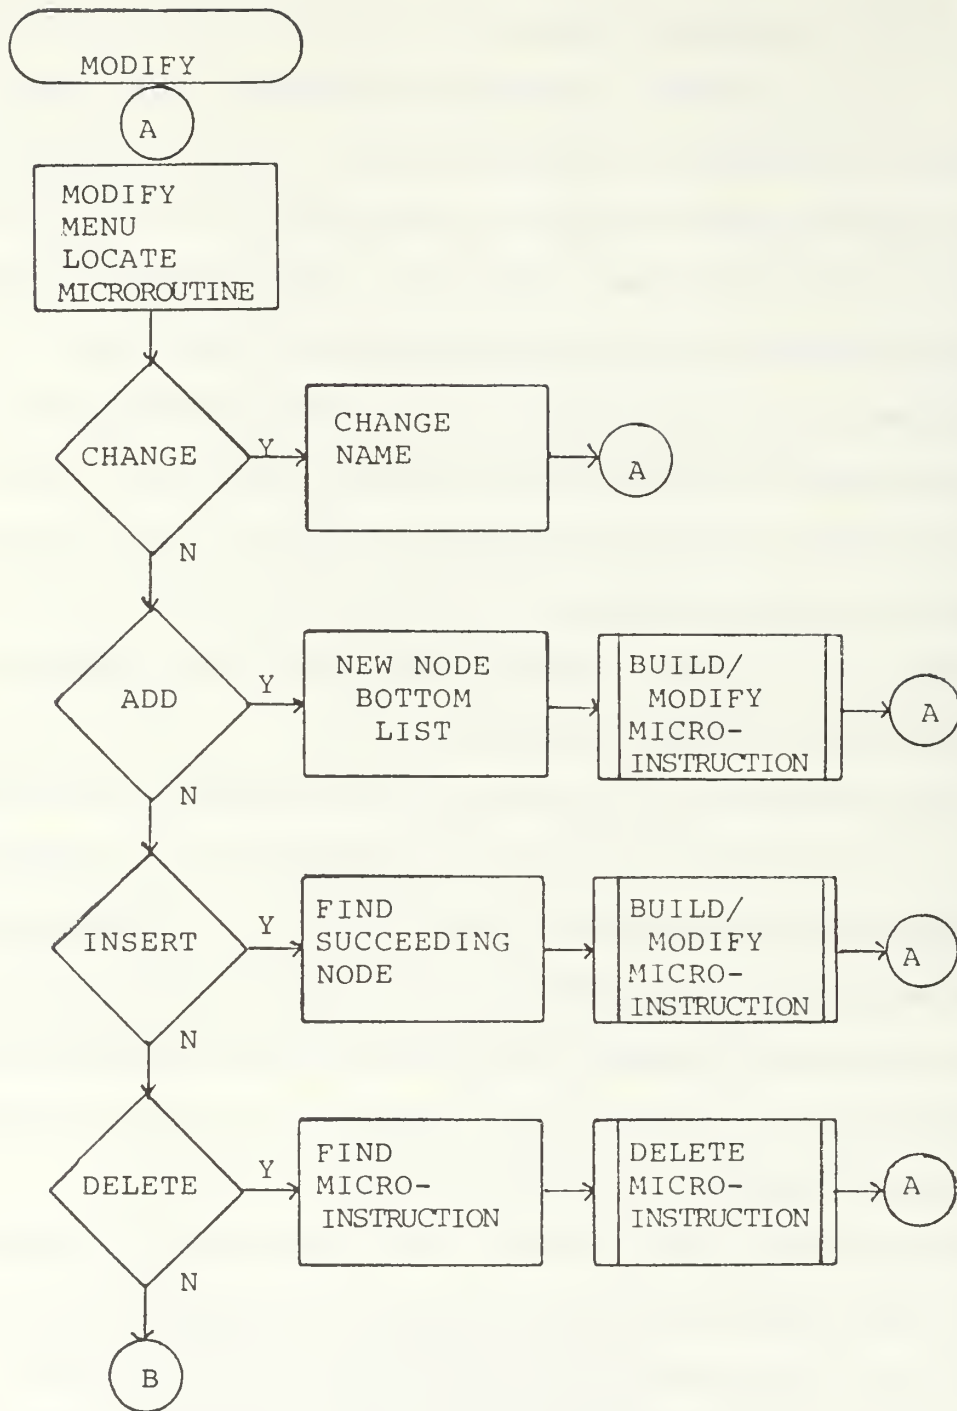 MODIFY
A
MODIFY
MENU
LOCATE
MICROROUTINE
CHANGE
Y
CHANGE
NAME
A
N
ADD
Y
NEW NODE
BOTTOM
LIST
BUILD/
MODIFY
MICRO-
INSTRUCTION
A
N
INSERT
Y
FIND
SUCCEEDING
NODE
BUILD/
MODIFY
MICRO-
INSTRUCTION
A
N
DELETE
Y
FIND
MICRO-
INSTRUCTION
DELETE
MICRO-
INSTRUCTION
A
N
B